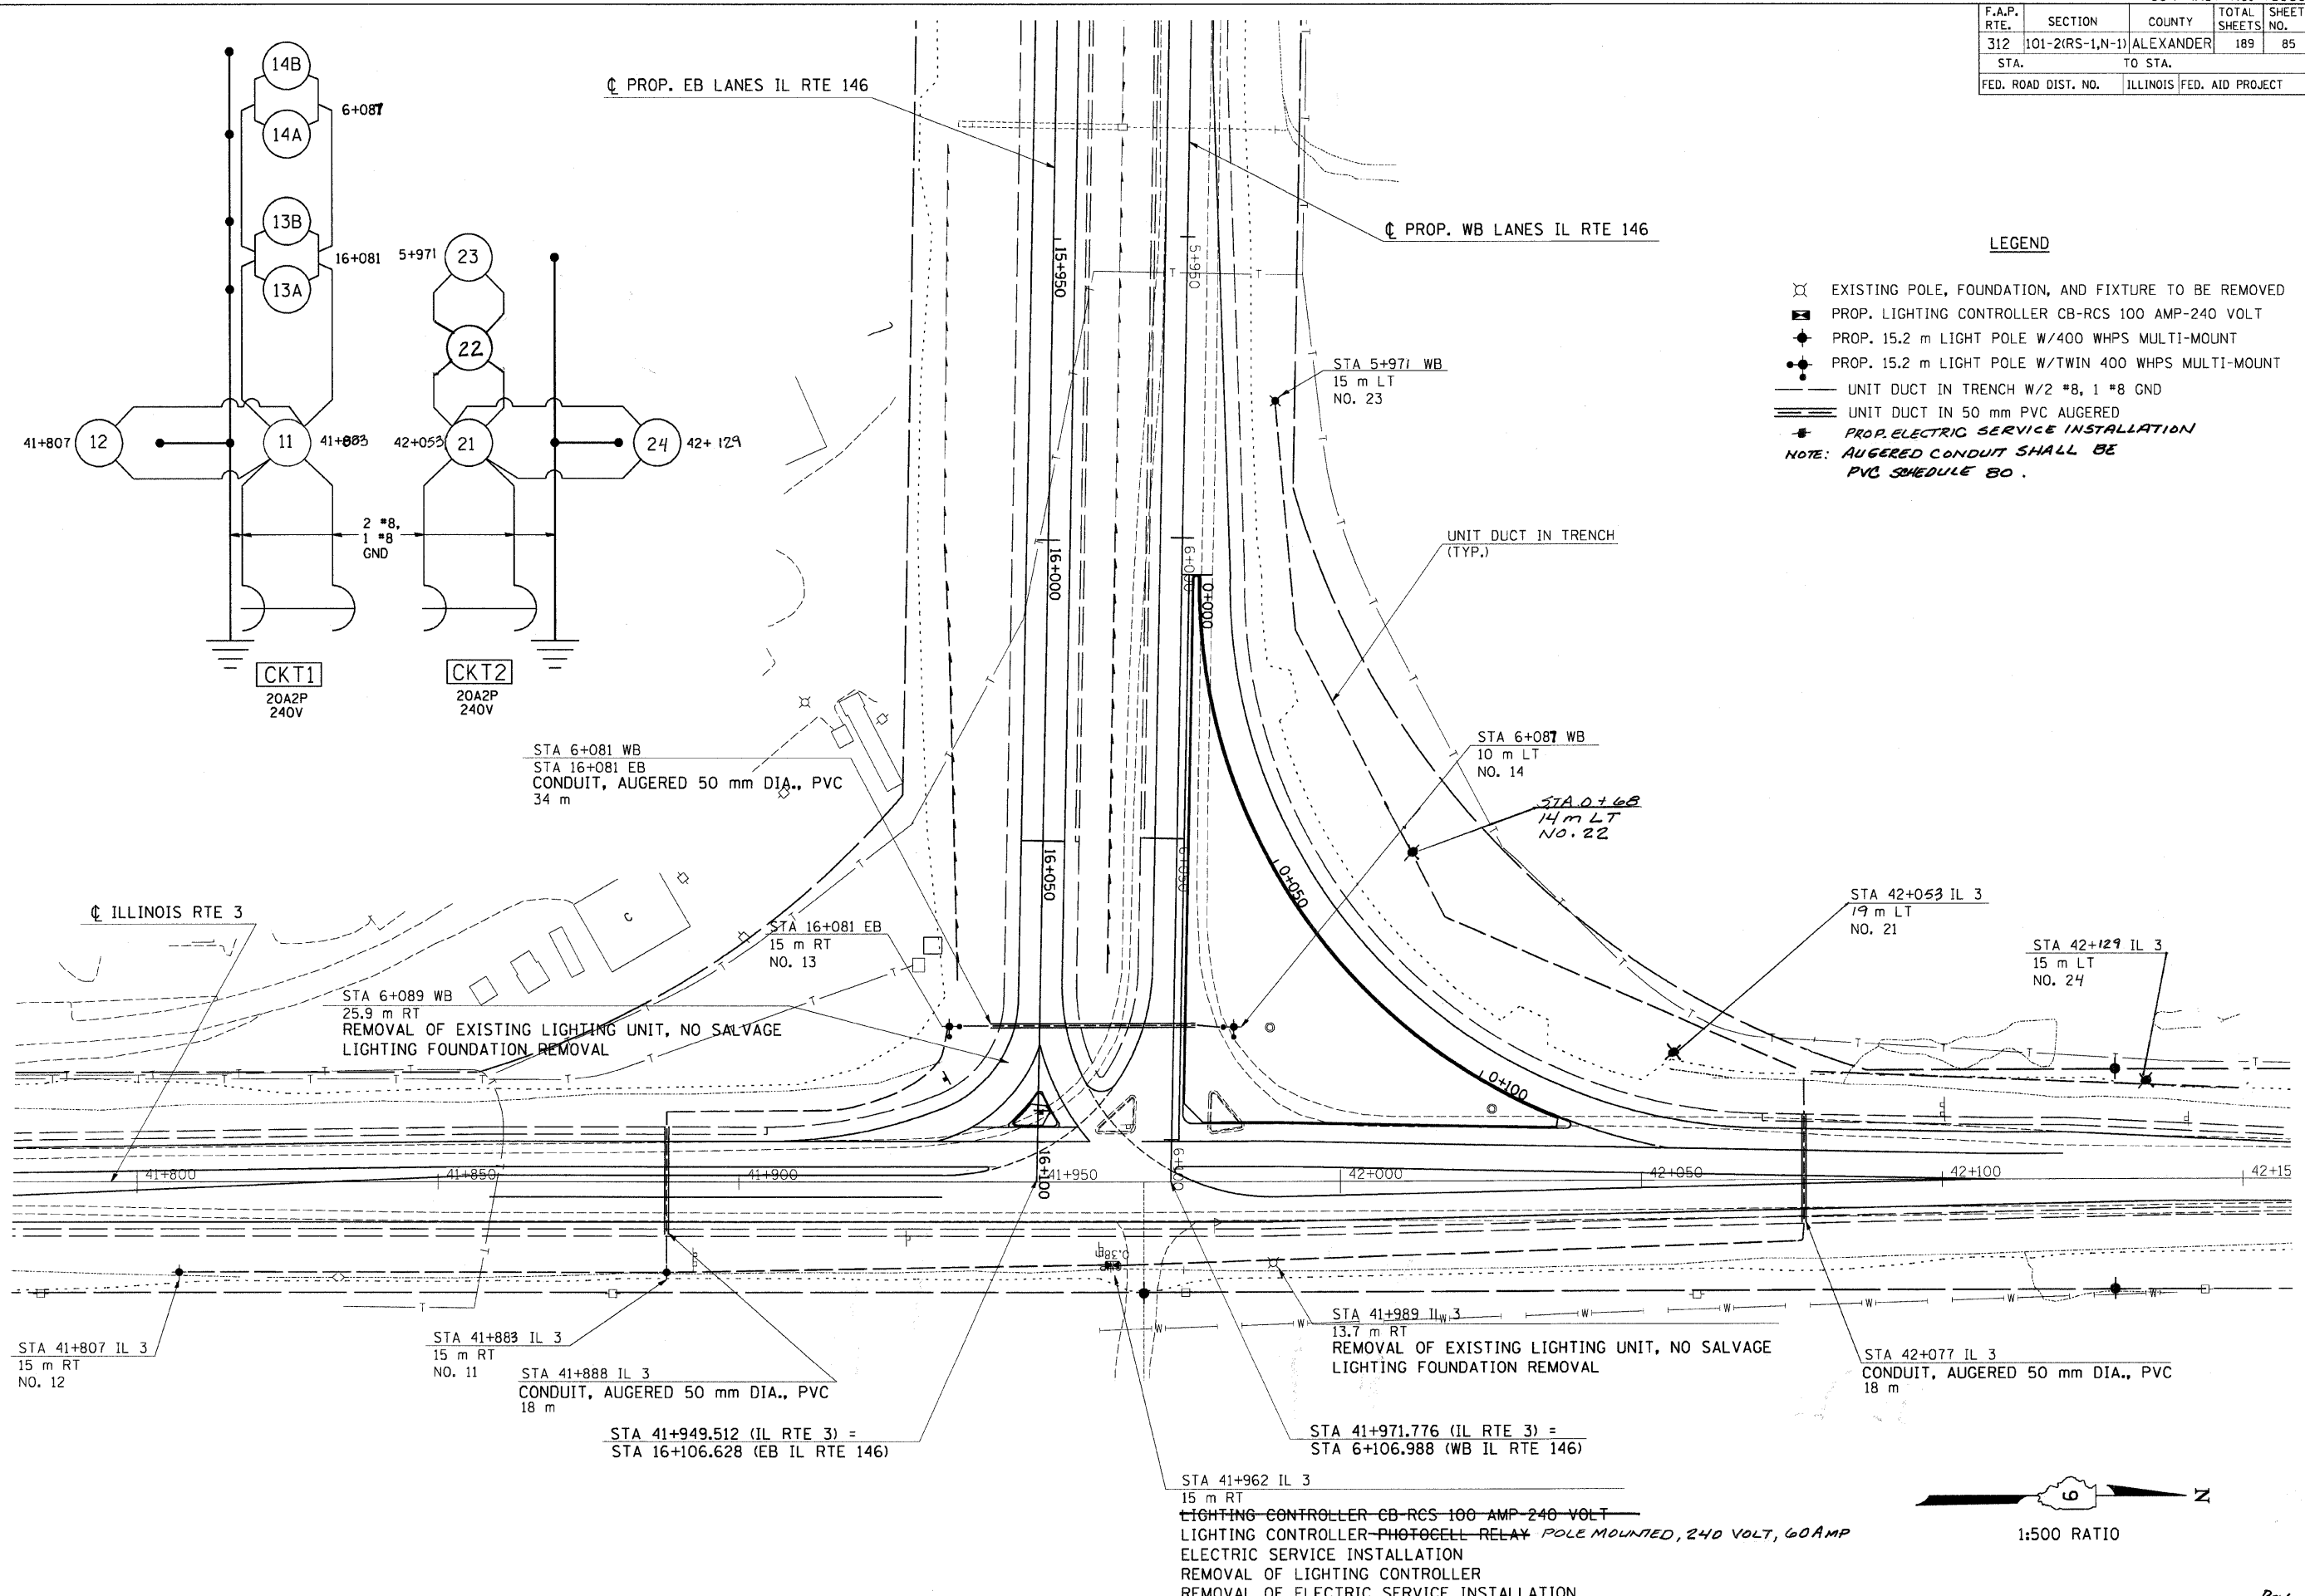 F.A.P. RTE. SECTION COUNTY TOTAL SHEETS SHEET NO.
312 101-2(RS-1,N-1) ALEXANDER 189 85
STA. TO STA.
FED. ROAD DIST. NO. ILLINOIS FED. AID PROJECT
14B
6+087
14A
13B
16+081
13A
5+971
23
22
41+807
12
11
41+883
42+053
21
24
42+129
2 #8,
1 #8
GND
CKT1
20A2P
240V
CKT2
20A2P
240V
℄ PROP. EB LANES IL RTE 146
℄ PROP. WB LANES IL RTE 146
LEGEND
EXISTING POLE, FOUNDATION, AND FIXTURE TO BE REMOVED
PROP. LIGHTING CONTROLLER CB-RCS 100 AMP-240 VOLT
PROP. 15.2 m LIGHT POLE W/400 WHPS MULTI-MOUNT
PROP. 15.2 m LIGHT POLE W/TWIN 400 WHPS MULTI-MOUNT
UNIT DUCT IN TRENCH W/2 #8, 1 #8 GND
UNIT DUCT IN 50 mm PVC AUGERED
PROP. ELECTRIC SERVICE INSTALLATION
NOTE: AUGERED CONDUIT SHALL BE
PVC SCHEDULE 80.
15+950
5+950
STA 5+971 WB
15 m LT
NO. 23
UNIT DUCT IN TRENCH
(TYP.)
16+000
6+000
0+000
STA 6+081 WB
STA 16+081 EB
CONDUIT, AUGERED 50 mm DIA., PVC
34 m
STA 6+087 WB
10 m LT
NO. 14
STA 0+68
14 m LT
NO. 22
16+050
6+050
0+050
℄ ILLINOIS RTE 3
C
STA 16+081 EB
15 m RT
NO. 13
STA 42+053 IL 3
19 m LT
NO. 21
STA 42+129 IL 3
15 m LT
NO. 24
STA 6+089 WB
25.9 m RT
REMOVAL OF EXISTING LIGHTING UNIT, NO SALVAGE
LIGHTING FOUNDATION REMOVAL
0+100
16+100
6+100
41+800
41+850
41+900
41+950
42+000
42+050
42+100
42+15
0.38m
STA 41+807 IL 3
15 m RT
NO. 12
STA 41+883 IL 3
15 m RT
NO. 11
STA 41+888 IL 3
CONDUIT, AUGERED 50 mm DIA., PVC
18 m
STA 41+989 IL 3
13.7 m RT
REMOVAL OF EXISTING LIGHTING UNIT, NO SALVAGE
LIGHTING FOUNDATION REMOVAL
STA 42+077 IL 3
CONDUIT, AUGERED 50 mm DIA., PVC
18 m
STA 41+949.512 (IL RTE 3) =
STA 16+106.628 (EB IL RTE 146)
STA 41+971.776 (IL RTE 3) =
STA 6+106.988 (WB IL RTE 146)
STA 41+962 IL 3
15 m RT
LIGHTING CONTROLLER CB-RCS 100 AMP-240 VOLT
LIGHTING CONTROLLER PHOTOCELL RELAY POLE MOUNTED, 240 VOLT, 60 AMP
ELECTRIC SERVICE INSTALLATION
REMOVAL OF LIGHTING CONTROLLER
REMOVAL OF ELECTRIC SERVICE INSTALLATION
6
N
1:500 RATIO